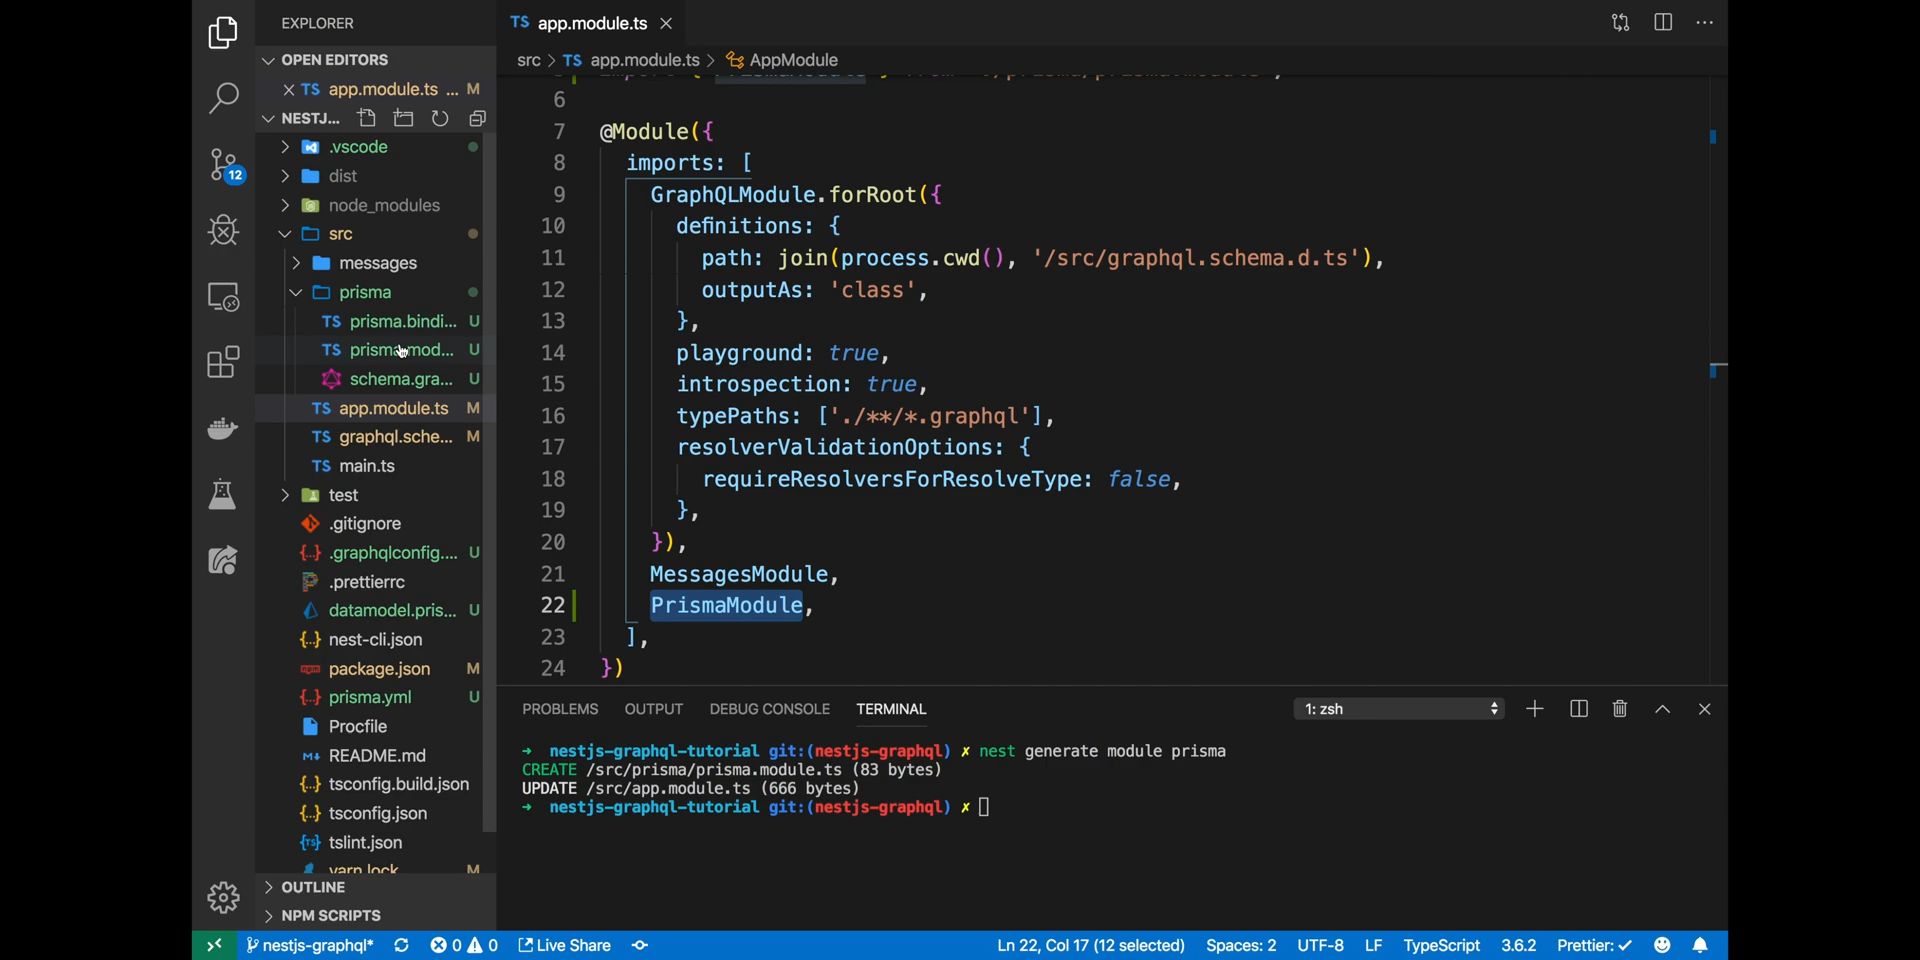 EXPLORER
OPEN EDITORS
TS app.module.ts ... M
NESTJ...
.vscode
dist
node_modules
src
messages
prisma
TS prisma.bindi... U
TS prisma.mod... U
schema.gra... U
TS app.module.ts M
TS graphql.sche... M
TS main.ts
test
.gitignore
{..} .graphqlconfig.... U
.prettierrc
datamodel.pris... U
{..} nest-cli.json
package.json M
{..} prisma.yml U
Procfile
README.md
{..} tsconfig.build.json
{..} tsconfig.json
{TS} tslint.json
yarn.lock M
OUTLINE
NPM SCRIPTS
12
TS app.module.ts
src > TS app.module.ts > AppModule
6
7 @Module({
8 imports: [
9 GraphQLModule.forRoot({
10 definitions: {
11 path: join(process.cwd(), '/src/graphql.schema.d.ts'),
12 outputAs: 'class',
13 },
14 playground: true,
15 introspection: true,
16 typePaths: ['./**/*.graphql'],
17 resolverValidationOptions: {
18 requireResolversForResolveType: false,
19 },
20 }),
21 MessagesModule,
22 PrismaModule,
23 ],
24 })
PROBLEMS OUTPUT DEBUG CONSOLE TERMINAL 1: zsh
→ nestjs-graphql-tutorial git:(nestjs-graphql) ✗ nest generate module prisma
CREATE /src/prisma/prisma.module.ts (83 bytes)
UPDATE /src/app.module.ts (666 bytes)
→ nestjs-graphql-tutorial git:(nestjs-graphql) ✗
nestjs-graphql* 0 0 Live Share Ln 22, Col 17 (12 selected) Spaces: 2 UTF-8 LF TypeScript 3.6.2 Prettier: ✓